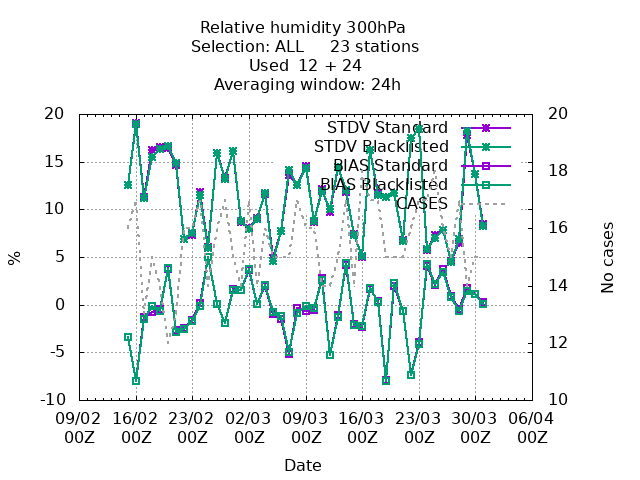 Relative humidity 300hPa
Selection: ALL     23 stations
Used  12 + 24
Averaging window: 24h
20 20
STDV Standard
STDV Blacklisted
15 BIAS Standard 18
BIAS Blacklisted
10 CASES
16
5
% No cases
0 14
-5 12
-10 10
09/02 16/02 23/02 02/03 09/03 16/03 23/03 30/03 06/04
00Z 00Z 00Z 00Z 00Z 00Z 00Z 00Z 00Z
Date